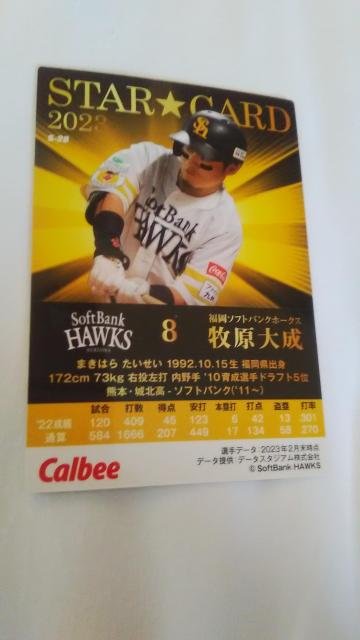 STAR★CARD
2023
S-28
SoftBank
HAWKS
Coca-Cola
SoftBank
HAWKS
8
福岡ソフトバンクホークス
牧原大成
まきはら たいせい 1992.10.15生 福岡県出身
172cm 73kg 右投左打 内野手 '10育成選手ドラフト5位
熊本・城北高 - ソフトバンク('11~)
試合 打数 得点 安打 本塁打 打点 盗塁 打率
'22成績 120 409 45 123 6 42 13 .301
通算 584 1666 207 449 17 134 58 .270
Calbee
選手データ:2023年2月末時点
データ提供:データスタジアム株式会社
© SoftBank HAWKS